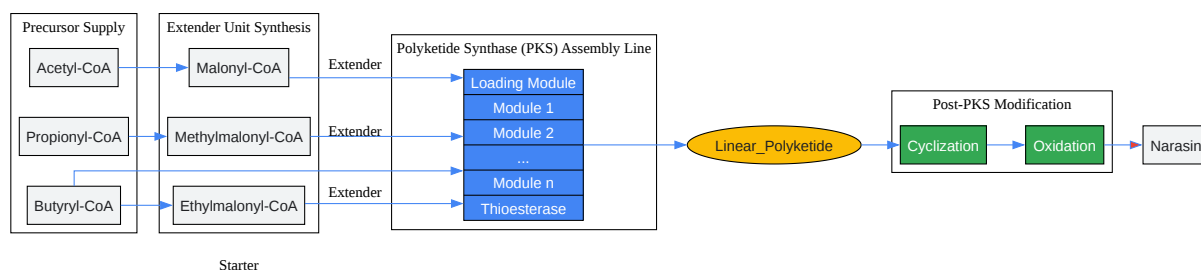 Precursor Supply
Extender Unit Synthesis
Polyketide Synthase (PKS) Assembly Line
Acetyl-CoA
Malonyl-CoA
Extender
Loading Module
Module 1
Post-PKS Modification
Propionyl-CoA
Methylmalonyl-CoA
Extender
Module 2
Linear_Polyketide
Cyclization
Oxidation
Narasin
...
Module n
Butyryl-CoA
Ethylmalonyl-CoA
Extender
Thioesterase
Starter